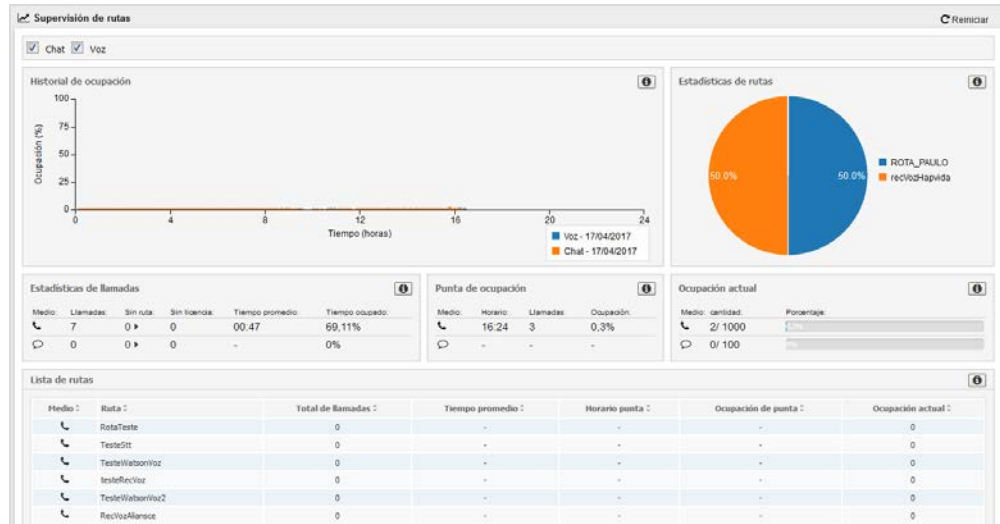 Supervisión de rutas
Reiniciar
Chat Voz
Historial de ocupación
100
75
50
25
0
Ocupación (%)
0 4 8 12 16 20 24
Tiempo (horas)
Voz - 17/04/2017
Chat - 17/04/2017
Estadísticas de rutas
50.0% 50.0%
ROTA_PAULO
recVozHapvida
Estadísticas de llamadas
Medio: Llamadas: Sin ruta: Sin licencia: Tiempo promedio: Tiempo ocupado:
7 0 0 00:47 69,11%
0 0 0 - 0%
Punta de ocupación
Medio: Horario: Llamadas: Ocupación:
16:24 3 0,3%
- - -
Ocupación actual
Medio: cantidad: Porcentaje:
2/ 1000
0/ 100
Lista de rutas
Medio Ruta Total de llamadas Tiempo promedio Horario punta Ocupación de punta Ocupación actual
RotaTeste 0 - - - 0
TesteStt 0 - - - 0
TesteWatsonVoz 0 - - - 0
testeRecVoz 0 - - - 0
TesteWatsonVoz2 0 - - - 0
RecVozAliansce 0 - - - 0